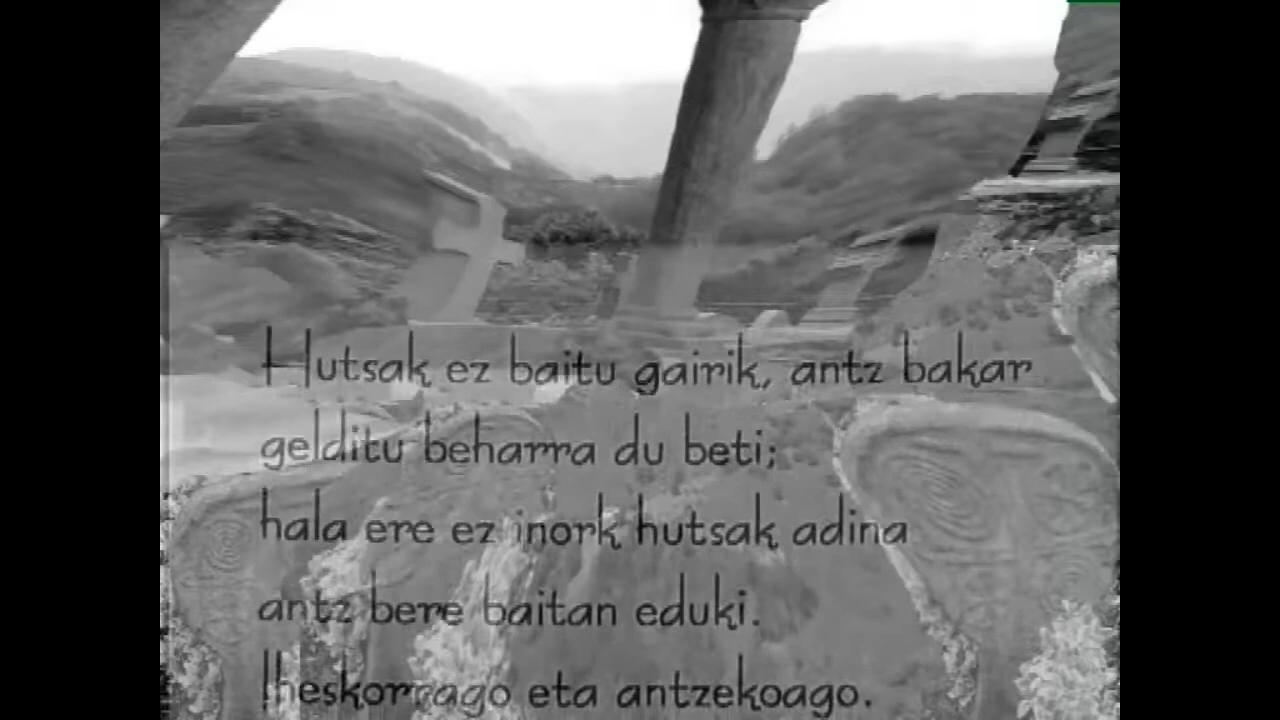 Hutsak ez baitu gairik, antz bakar
gelditu beharra du beti;
hala ere ez inork hutsak adina
antz bere baitan eduki.
Iheskorrago eta antzekoago.